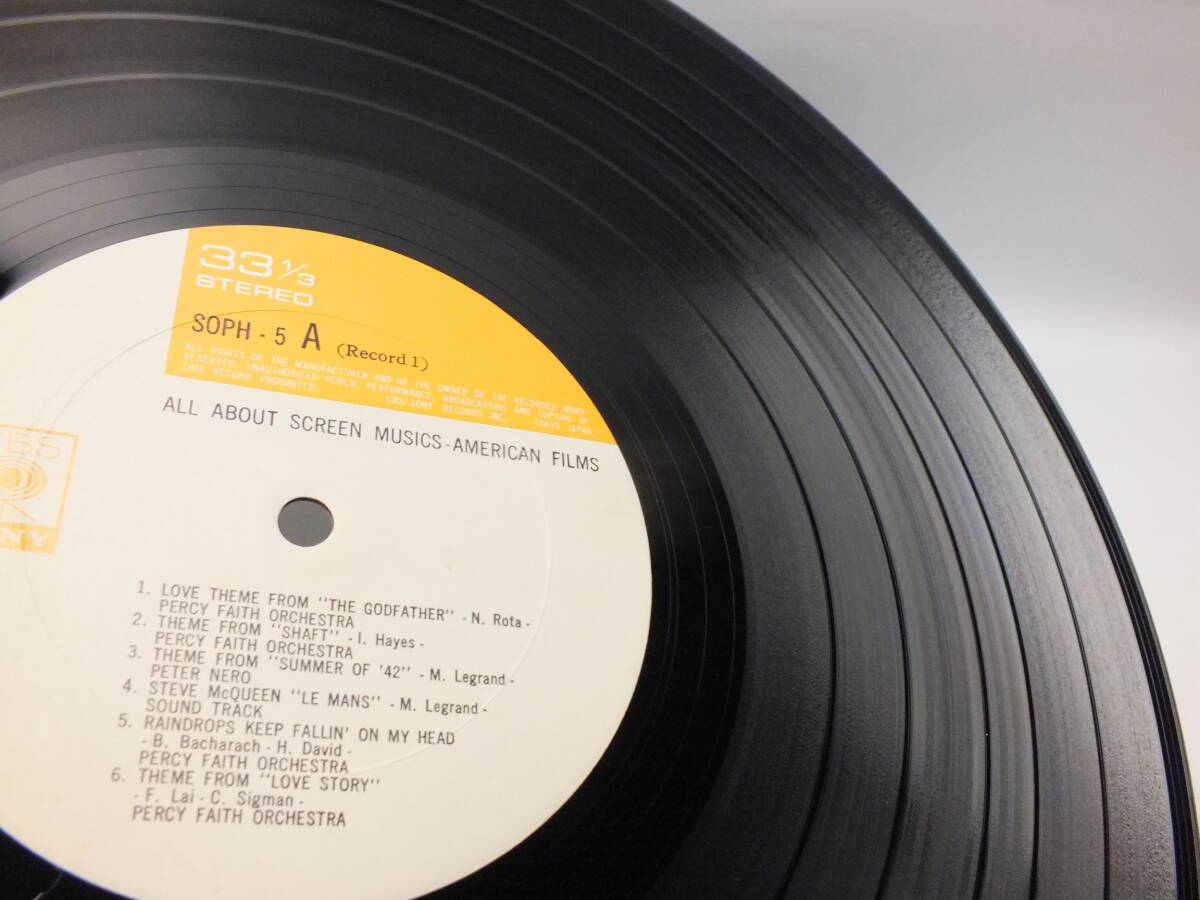 33 1/3
STEREO
SOPH - 5 A (Record 1)
ALL RIGHTS OF THE MANUFACTURER AND OF THE OWNER OF THE RECORDED WORK
RESERVED. UNAUTHORIZED PUBLIC PERFORMANCE, BROADCASTING AND COPYING OF
THIS RECORD PROHIBITED. CBS/SONY RECORDS INC. TOKYO JAPAN.
ALL ABOUT SCREEN MUSICS - AMERICAN FILMS
BS
NY
1. LOVE THEME FROM "THE GODFATHER" - N. Rota -
PERCY FAITH ORCHESTRA
2. THEME FROM "SHAFT" - I. Hayes -
PERCY FAITH ORCHESTRA
3. THEME FROM "SUMMER OF '42" - M. Legrand -
PETER NERO
4. STEVE McQUEEN "LE MANS" - M. Legrand -
SOUND TRACK
5. RAINDROPS KEEP FALLIN' ON MY HEAD
- B. Bacharach - H. David -
PERCY FAITH ORCHESTRA
6. THEME FROM "LOVE STORY"
- F. Lai - C. Sigman -
PERCY FAITH ORCHESTRA